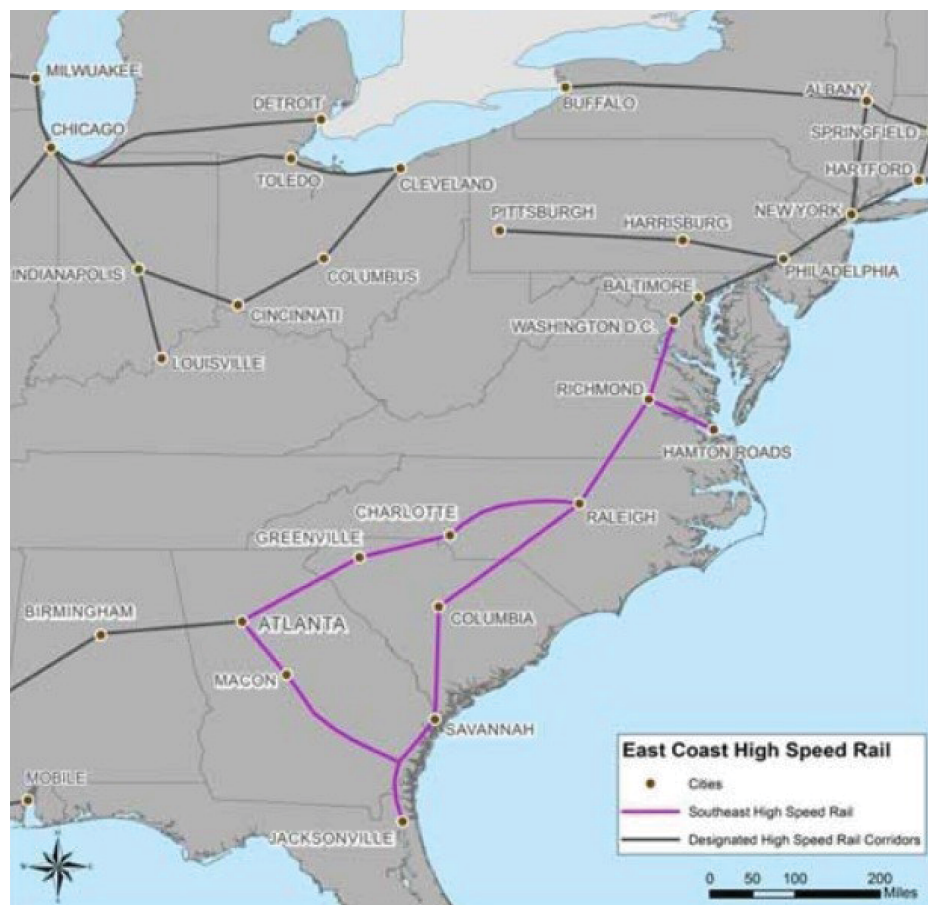 MILWUAKEE
DETROIT
BUFFALO
ALBANY
CHICAGO
SPRINGFIELD
TOLEDO
CLEVELAND
HARTFORD
PITTSBURGH
HARRISBURG
NEW YORK
INDIANAPOLIS
COLUMBUS
PHILADELPHIA
BALTIMORE
CINCINNATI
WASHINGTON D.C.
LOUISVILLE
RICHMOND
HAMTON ROADS
CHARLOTTE
RALEIGH
GREENVILLE
BIRMINGHAM
ATLANTA
COLUMBIA
MACON
SAVANNAH
MOBILE
JACKSONVILLE
East Coast High Speed Rail
Cities
Southeast High Speed Rail
Designated High Speed Rail Corridors
0 50 100 200
Miles